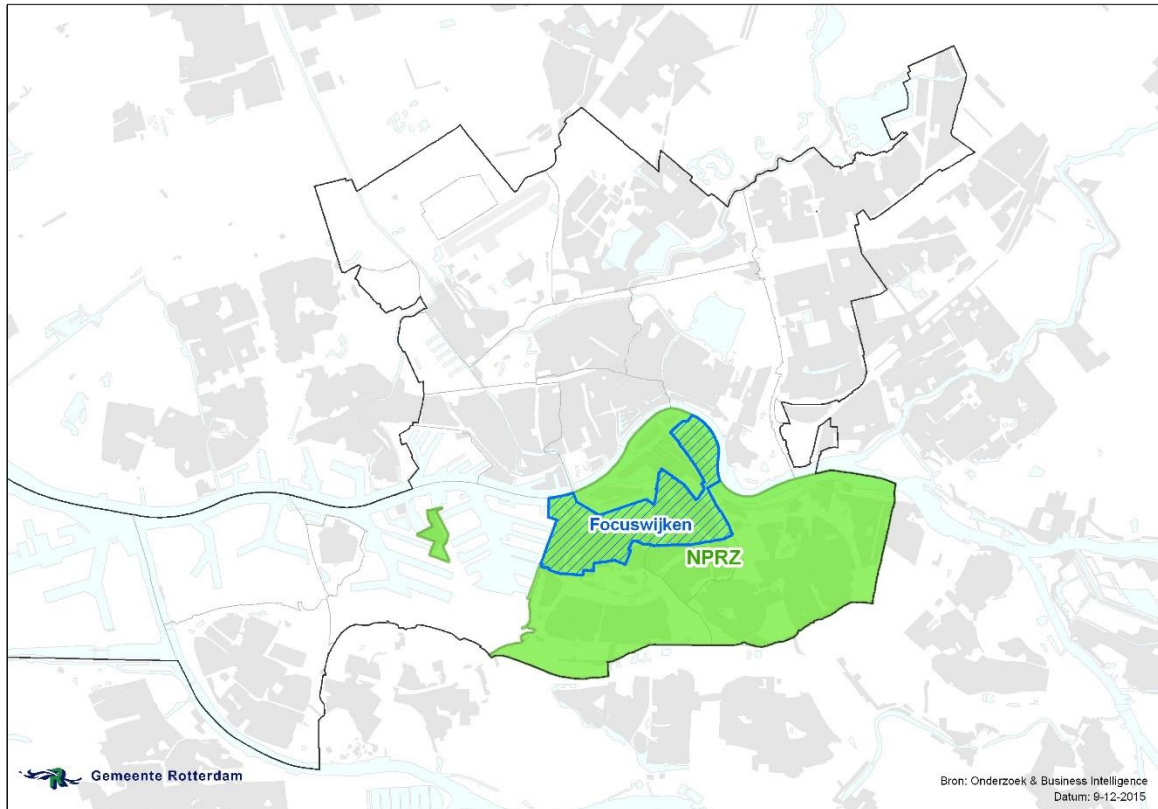 Focuswijken
NPRZ
Gemeente Rotterdam
Bron: Onderzoek & Business Intelligence
Datum: 9-12-2015